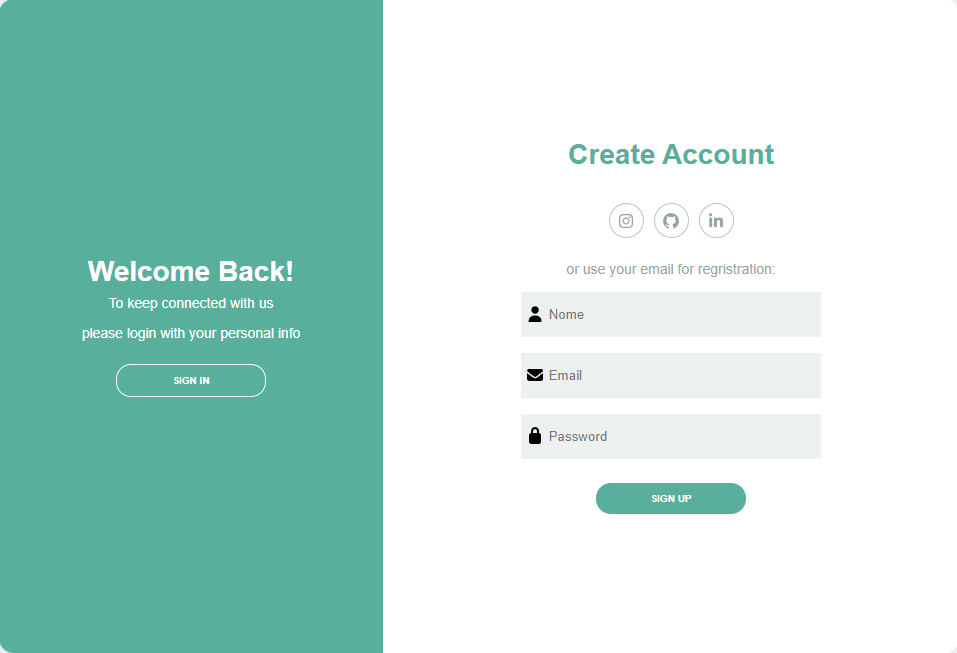 Welcome Back!
To keep connected with us
please login with your personal info
SIGN IN
Create Account
or use your email for regristration:
Nome
Email
Password
SIGN UP